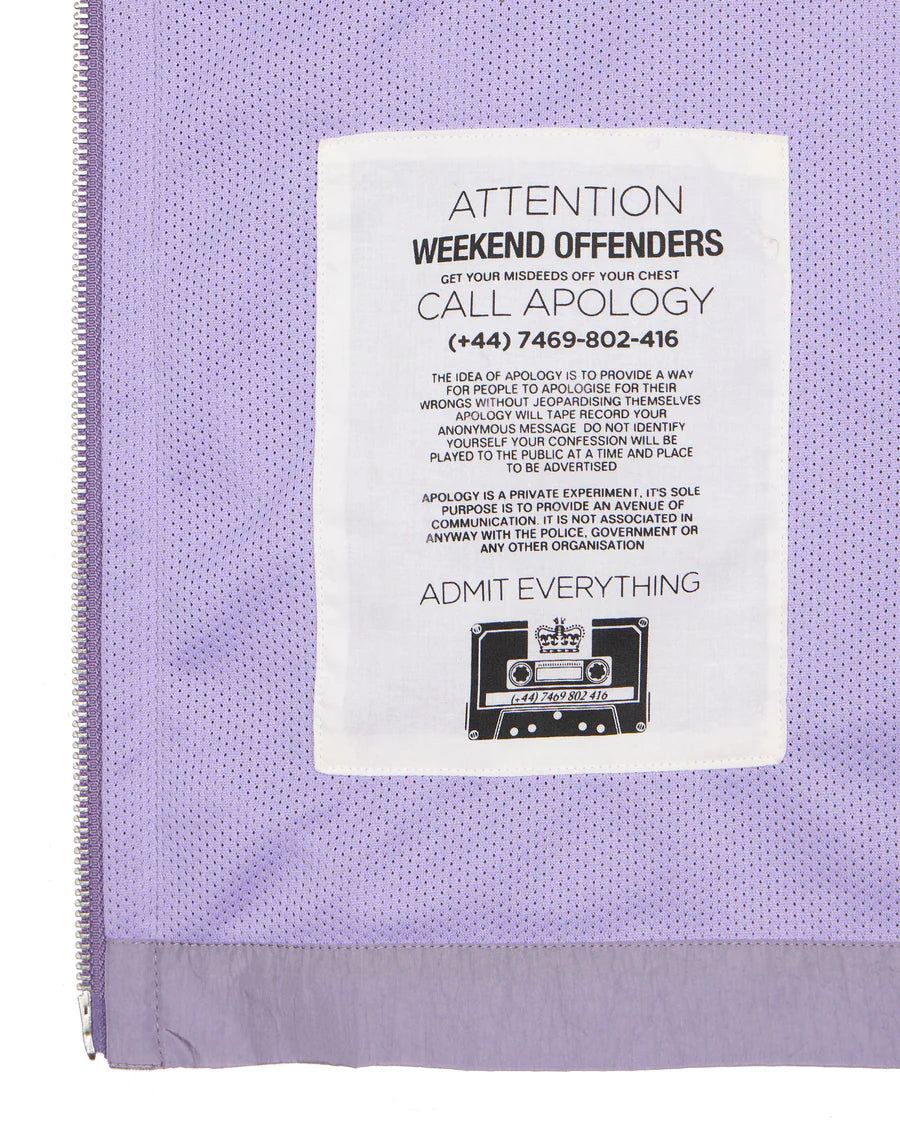 ATTENTION
WEEKEND OFFENDERS
GET YOUR MISDEEDS OFF YOUR CHEST
CALL APOLOGY
(+44) 7469-802-416
THE IDEA OF APOLOGY IS TO PROVIDE A WAY
FOR PEOPLE TO APOLOGISE FOR THEIR
WRONGS WITHOUT JEOPARDISING THEMSELVES
APOLOGY WILL TAPE RECORD YOUR
ANONYMOUS MESSAGE DO NOT IDENTIFY
YOURSELF YOUR CONFESSION WILL BE
PLAYED TO THE PUBLIC AT A TIME AND PLACE
TO BE ADVERTISED
APOLOGY IS A PRIVATE EXPERIMENT, IT'S SOLE
PURPOSE IS TO PROVIDE AN AVENUE OF
COMMUNICATION. IT IS NOT ASSOCIATED IN
ANYWAY WITH THE POLICE, GOVERNMENT OR
ANY OTHER ORGANISATION
ADMIT EVERYTHING
(+44) 7469 802 416